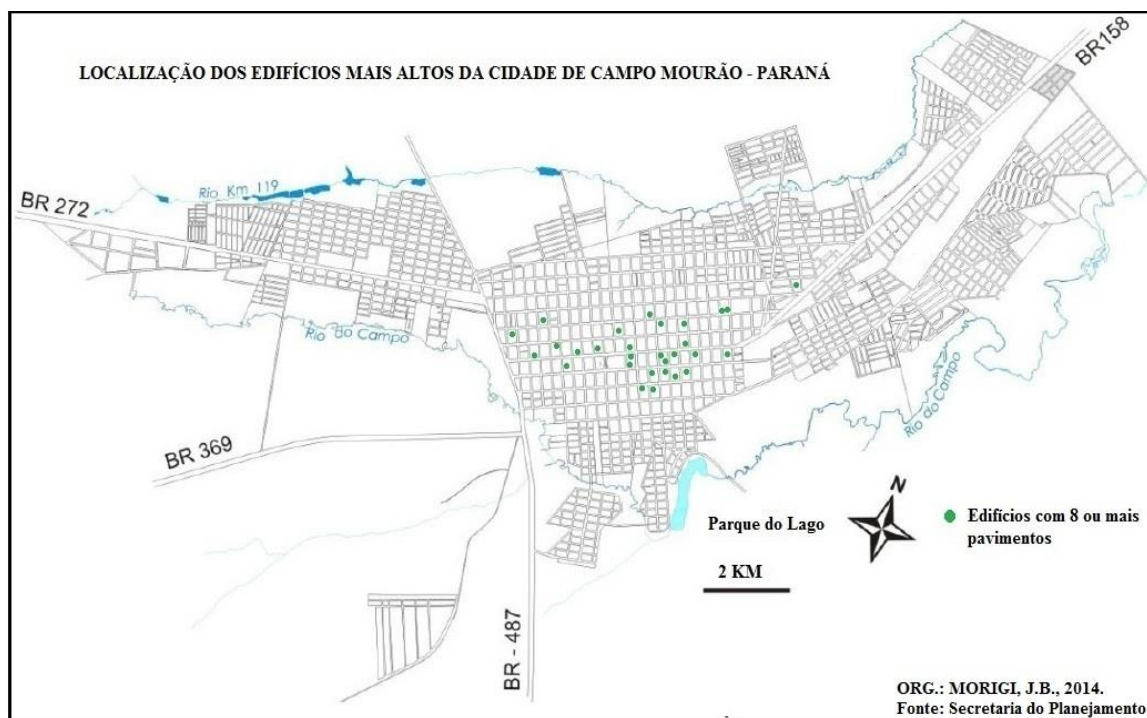 LOCALIZAÇÃO DOS EDIFÍCIOS MAIS ALTOS DA CIDADE DE CAMPO MOURÃO - PARANÁ
BR158
Rio Km 119
BR 272
Rio do Campo
Rio do Campo
BR 369
N
Parque do Lago
Edifícios com 8 ou mais
pavimentos
2 KM
BR - 487
ORG.: MORIGI, J.B., 2014.
Fonte: Secretaria do Planejamento